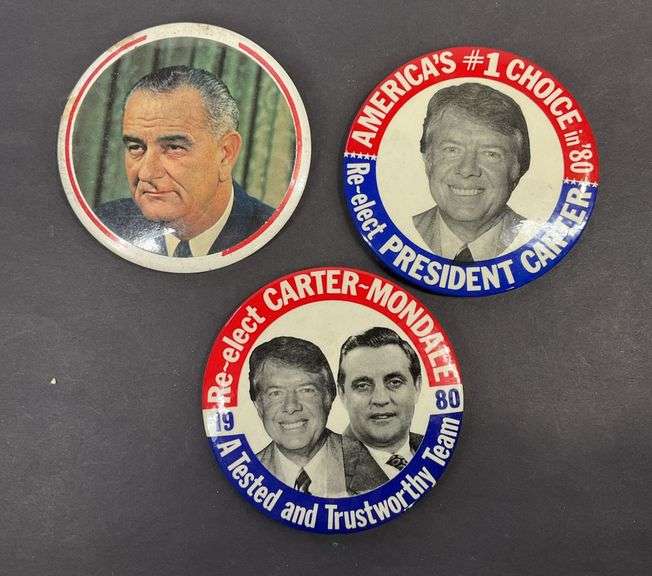 AMERICA'S #1 CHOICE in '80
Re-elect PRESIDENT CARTER
Re-elect CARTER~MONDALE
19 80
A Tested and Trustworthy Team